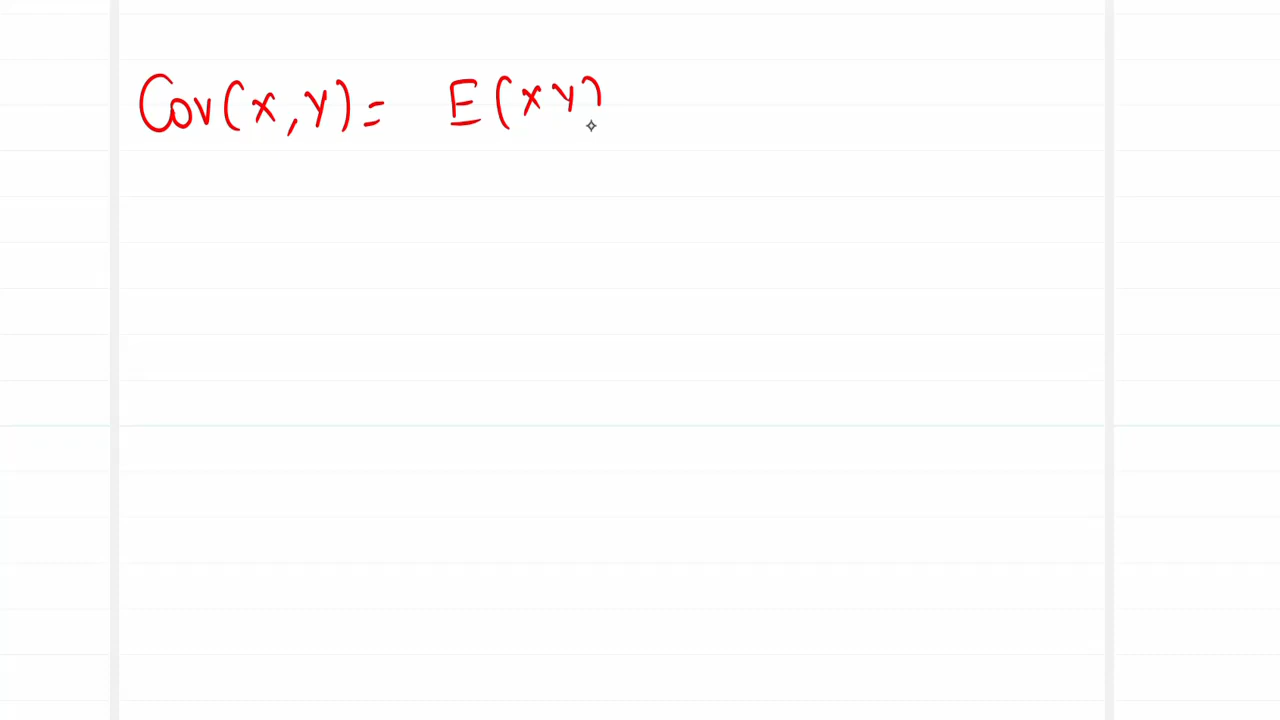 Cov(x,y) = E(xy)